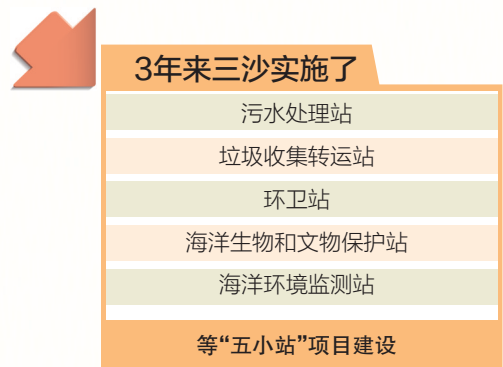 3年来三沙实施了
污水处理站
垃圾收集转运站
环卫站
海洋生物和文物保护站
海洋环境监测站
等“五小站”项目建设